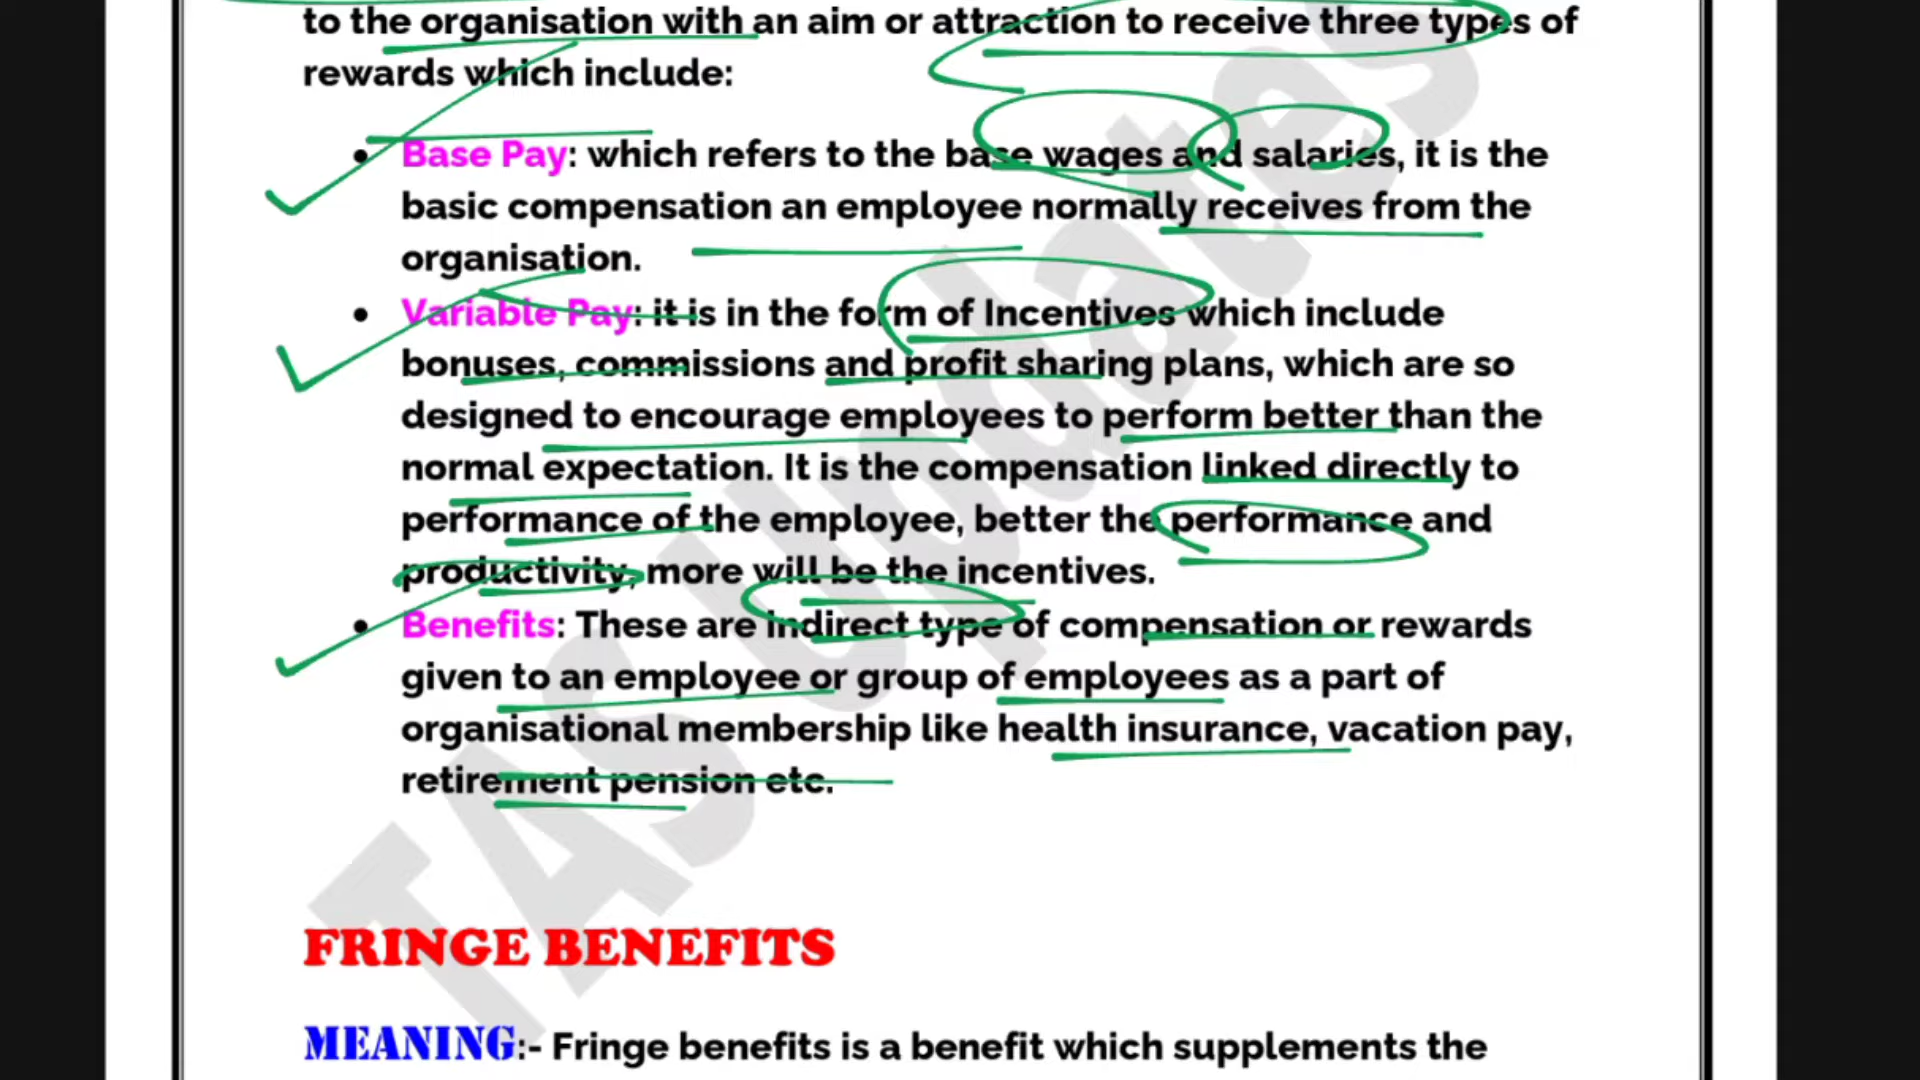 to the organisation with an aim or attraction to receive three types of
rewards which include:
• Base Pay: which refers to the base wages and salaries, it is the
basic compensation an employee normally receives from the
organisation.
• Variable Pay: it is in the form of Incentives which include
bonuses, commissions and profit sharing plans, which are so
designed to encourage employees to perform better than the
normal expectation. It is the compensation linked directly to
performance of the employee, better the performance and
productivity, more will be the incentives.
• Benefits: These are indirect type of compensation or rewards
given to an employee or group of employees as a part of
organisational membership like health insurance, vacation pay,
retirement pension etc.
TAS Updates
FRINGE BENEFITS
MEANING:- Fringe benefits is a benefit which supplements the